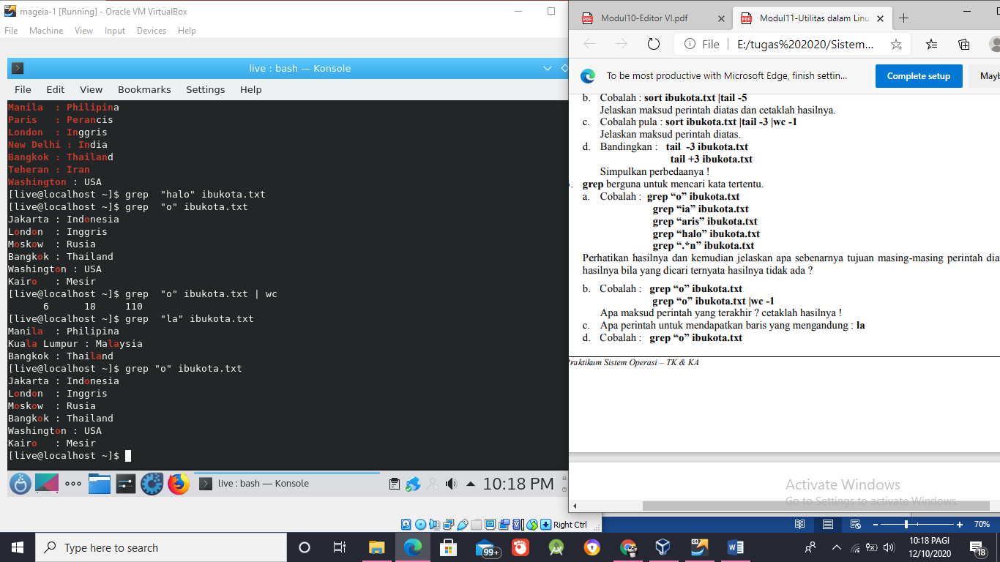 mageia-1 [Running] - Oracle VM VirtualBox
File Machine View Input Devices Help
live : bash — Konsole
File Edit View Bookmarks Settings Help
Manila  : Philipina
Paris   : Perancis
London  : Inggris
New Delhi : India
Bangkok : Thailand
Teheran : Iran
Washington : USA
[live@localhost ~]$ grep  "halo" ibukota.txt
[live@localhost ~]$ grep  "o" ibukota.txt
Jakarta : Indonesia
London  : Inggris
Moskow  : Rusia
Bangkok : Thailand
Washington : USA
Kairo   : Mesir
[live@localhost ~]$ grep  "o" ibukota.txt | wc
6      18     110
[live@localhost ~]$ grep  "la" ibukota.txt
Manila  : Philipina
Kuala Lumpur : Malaysia
Bangkok : Thailand
[live@localhost ~]$ grep "o" ibukota.txt
Jakarta : Indonesia
London  : Inggris
Moskow  : Rusia
Bangkok : Thailand
Washington : USA
Kairo   : Mesir
[live@localhost ~]$
live : bash — Konsole
10:18 PM
Right Ctrl
Modul10-Editor VI.pdf
Modul11-Utilitas dalam Linu
File E:/tugas%202020/Sistem...
To be most productive with Microsoft Edge, finish settin...
Complete setup
Mayb
b. Cobalah : sort ibukota.txt |tail -5
Jelaskan maksud perintah diatas dan cetaklah hasilnya.
c. Cobalah pula : sort ibukota.txt |tail -3 |wc -1
Jelaskan maksud perintah diatas.
d. Bandingkan : tail -3 ibukota.txt
tail +3 ibukota.txt
Simpulkan perbedaanya !
. grep berguna untuk mencari kata tertentu.
a. Cobalah : grep “o” ibukota.txt
grep “ia” ibukota.txt
grep “aris” ibukota.txt
grep “halo” ibukota.txt
grep “.*n” ibukota.txt
Perhatikan hasilnya dan kemudian jelaskan apa sebenarnya tujuan masing-masing perintah dia
hasilnya bila yang dicari ternyata hasilnya tidak ada ?
b. Cobalah : grep “o” ibukota.txt
grep “o” ibukota.txt |wc -1
Apa maksud perintah yang terakhir ? cetaklah hasilnya !
c. Apa perintah untuk mendapatkan baris yang mengandung : la
d. Cobalah : grep “o” ibukota.txt
Praktikum Sistem Operasi – TK & KA
Activate Windows
Go to Settings to activate Windows.
70%
Type here to search
99+
10:18 PAGI
12/10/2020
18